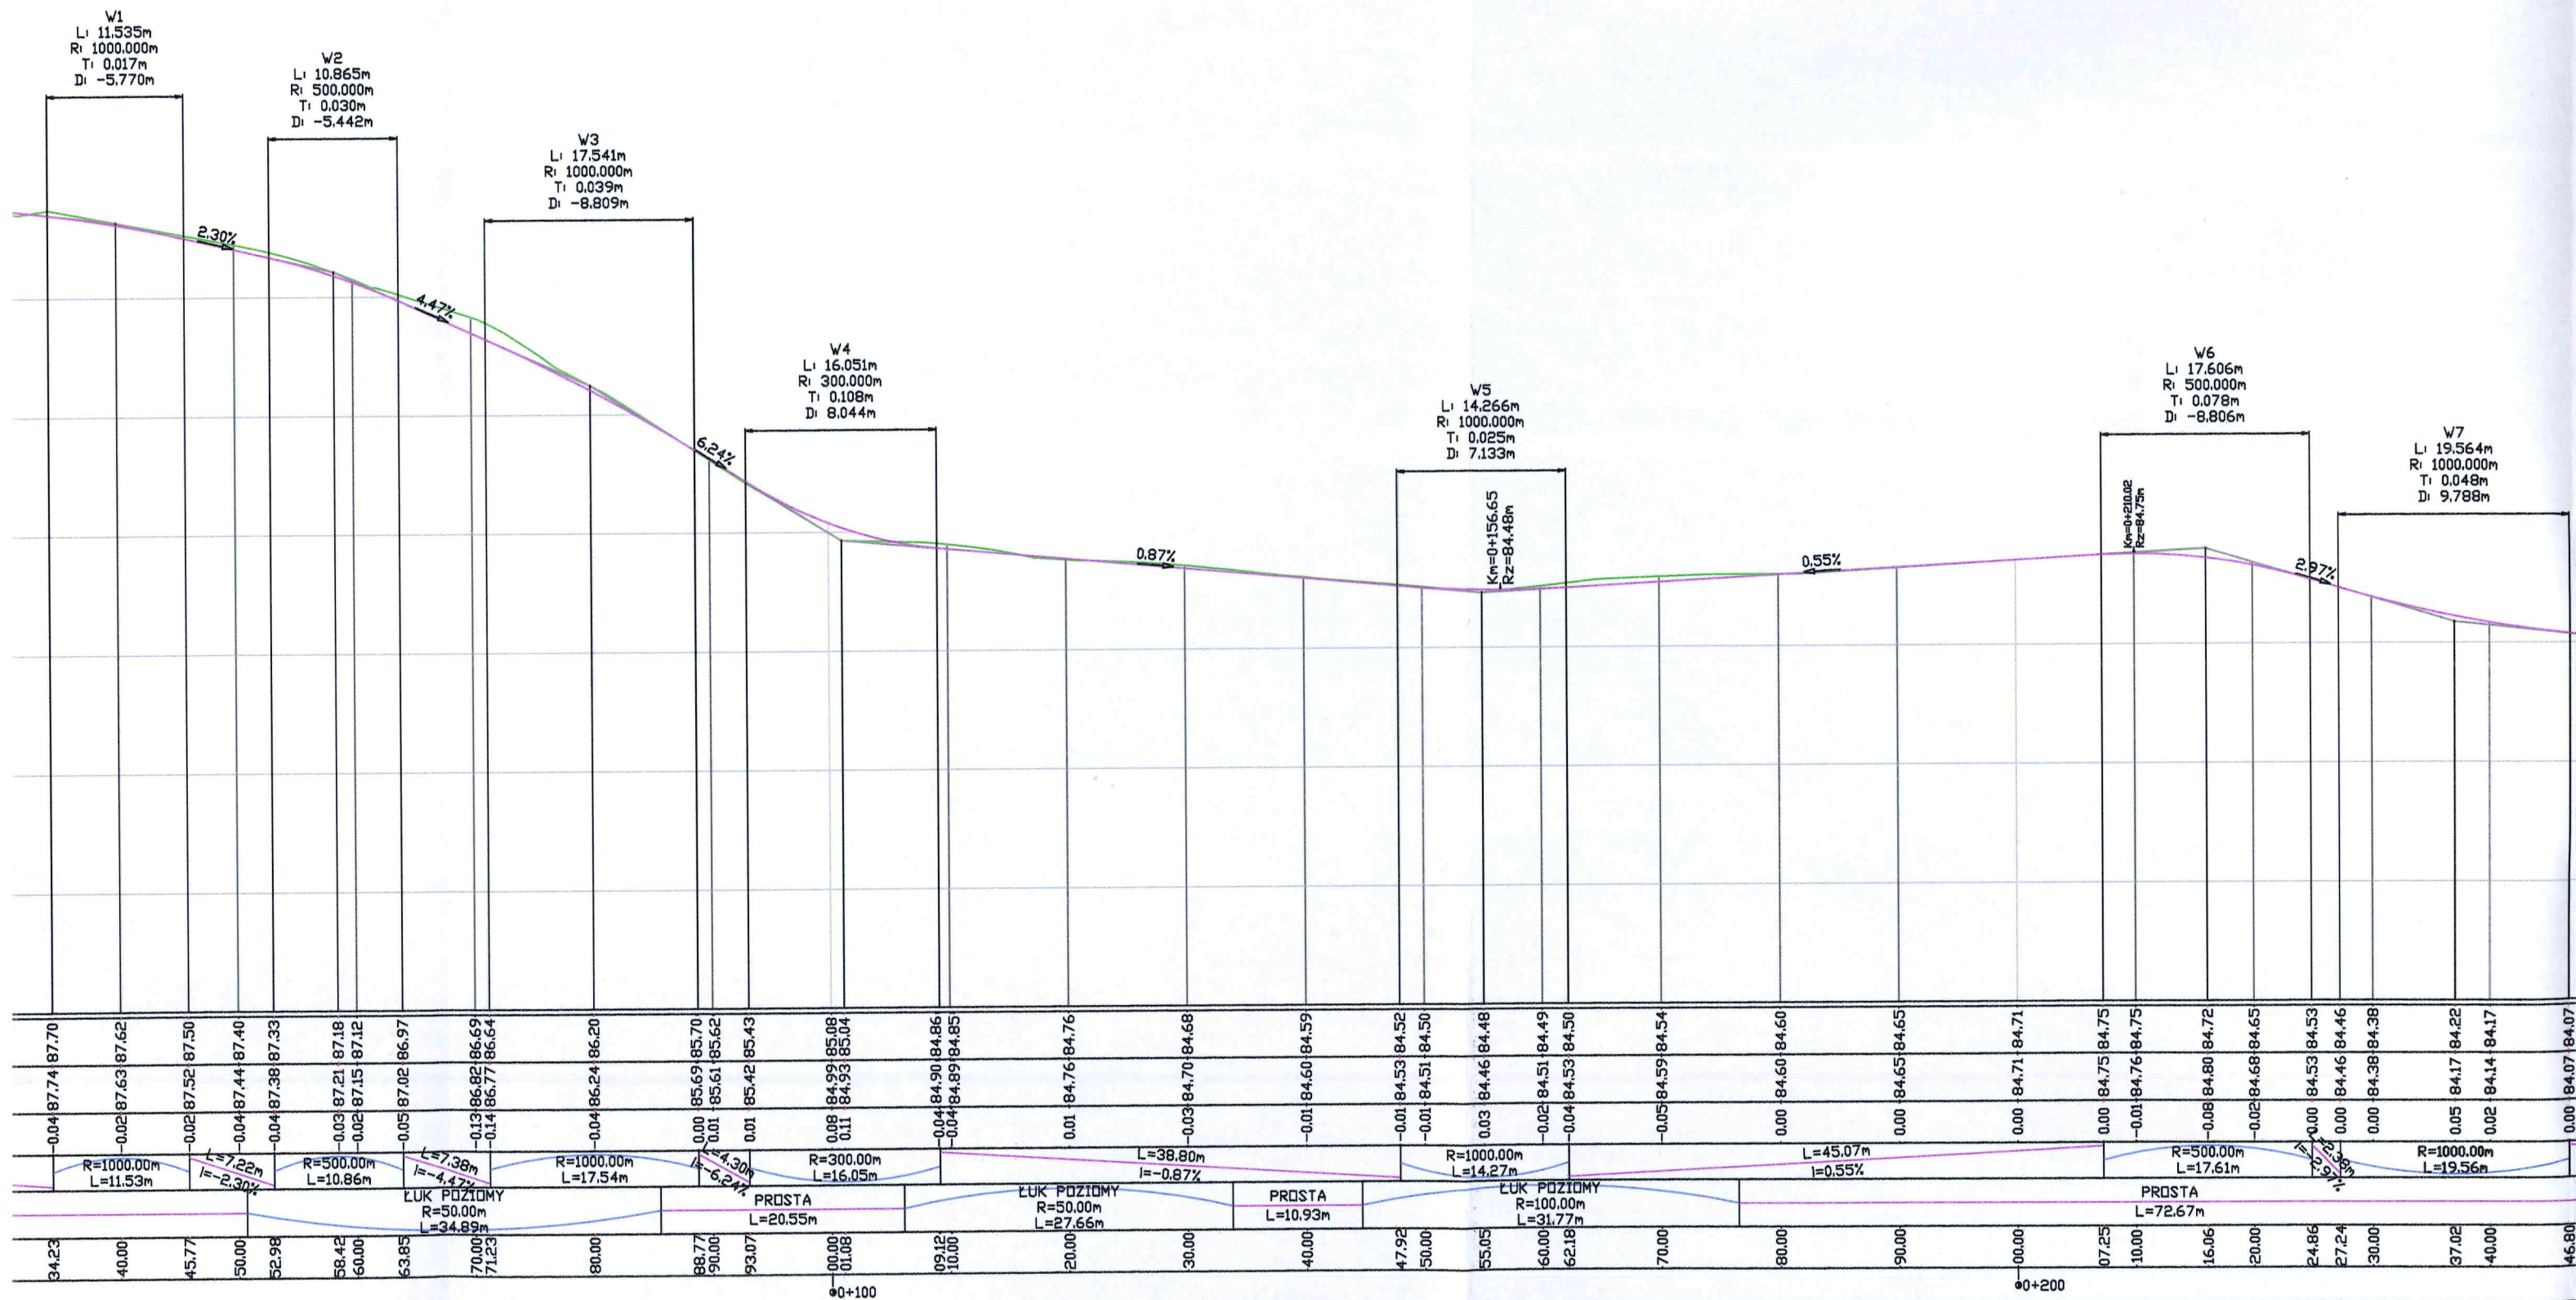 W1
L: 11.535m
R: 1000.000m
T: 0.017m
D: -5.770m
W2
L: 10.865m
R: 500.000m
T: 0.030m
D: -5.442m
W3
L: 17.541m
R: 1000.000m
T: 0.039m
D: -8.809m
W4
L: 16.051m
R: 300.000m
T: 0.108m
D: 8.044m
W5
L: 14.266m
R: 1000.000m
T: 0.025m
D: 7.133m
W6
L: 17.606m
R: 500.000m
T: 0.078m
D: -8.806m
W7
L: 19.564m
R: 1000.000m
T: 0.048m
D: 9.788m
2.30%
4.47%
6.24%
0.87%
Km=0+156.65
Rz=84.48m
0.55%
Km=0+210.02
Rz=84.75m
2.97%
87.70 87.62 87.50 87.40 87.33 87.18 87.12 86.97 86.69 86.64 86.20 85.70 85.62 85.43 85.08 85.04 84.86 84.85 84.76 84.68 84.59 84.52 84.50 84.48 84.49 84.50 84.54 84.60 84.65 84.71 84.75 84.75 84.72 84.65 84.53 84.46 84.38 84.22 84.17 84.07
87.74 87.63 87.52 87.44 87.38 87.21 87.15 87.02 86.82 86.77 86.24 85.69 85.61 85.42 84.99 84.93 84.90 84.89 84.76 84.70 84.60 84.53 84.51 84.46 84.51 84.53 84.59 84.60 84.65 84.71 84.75 84.76 84.80 84.68 84.53 84.46 84.38 84.17 84.14 84.07
-0.04 -0.02 -0.02 -0.04 -0.04 -0.03 -0.02 -0.05 -0.13 -0.14 -0.04 0.00 0.01 0.01 0.08 0.11 -0.04 -0.04 0.01 -0.03 -0.01 -0.01 -0.01 0.03 -0.02 -0.04 -0.05 0.00 0.00 0.00 0.00 -0.01 -0.08 -0.02 0.00 0.00 0.00 0.05 0.02 0.00
R=1000.00m
L=11.53m
L=7.22m
i=-2.30%
R=500.00m
L=10.86m
L=7.38m
i=-4.47%
R=1000.00m
L=17.54m
L=4.30m
i=-6.24%
R=300.00m
L=16.05m
L=38.80m
i=-0.87%
R=1000.00m
L=14.27m
L=45.07m
i=0.55%
R=500.00m
L=17.61m
L=2.38m
i=-2.97%
R=1000.00m
L=19.56m
ŁUK POZIOMY
R=50.00m
L=34.89m
PROSTA
L=20.55m
ŁUK POZIOMY
R=50.00m
L=27.66m
PROSTA
L=10.93m
ŁUK POZIOMY
R=100.00m
L=31.77m
PROSTA
L=72.67m
34.23 40.00 45.77 50.00 52.98 58.42 60.00 63.85 70.00 71.23 80.00 88.77 90.00 93.07 00.00 01.08 09.12 10.00 20.00 30.00 40.00 47.92 50.00 55.05 60.00 62.18 70.00 80.00 90.00 00.00 07.25 10.00 16.06 20.00 24.86 27.24 30.00 37.02 40.00 46.80
0+100
0+200